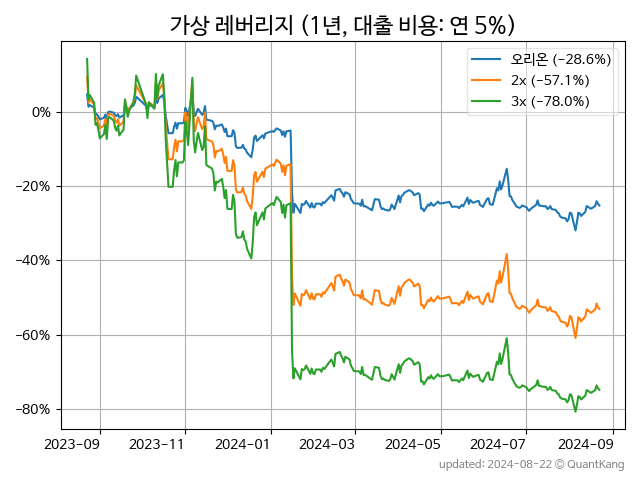 가상 레버리지 (1년, 대출 비용: 연 5%)
오리온 (−28.6%)
2x (−57.1%)
3x (−78.0%)
0%
−20%
−40%
−60%
−80%
2023-09 2023-11 2024-01 2024-03 2024-05 2024-07 2024-09
updated: 2024-08-22 © QuantKang